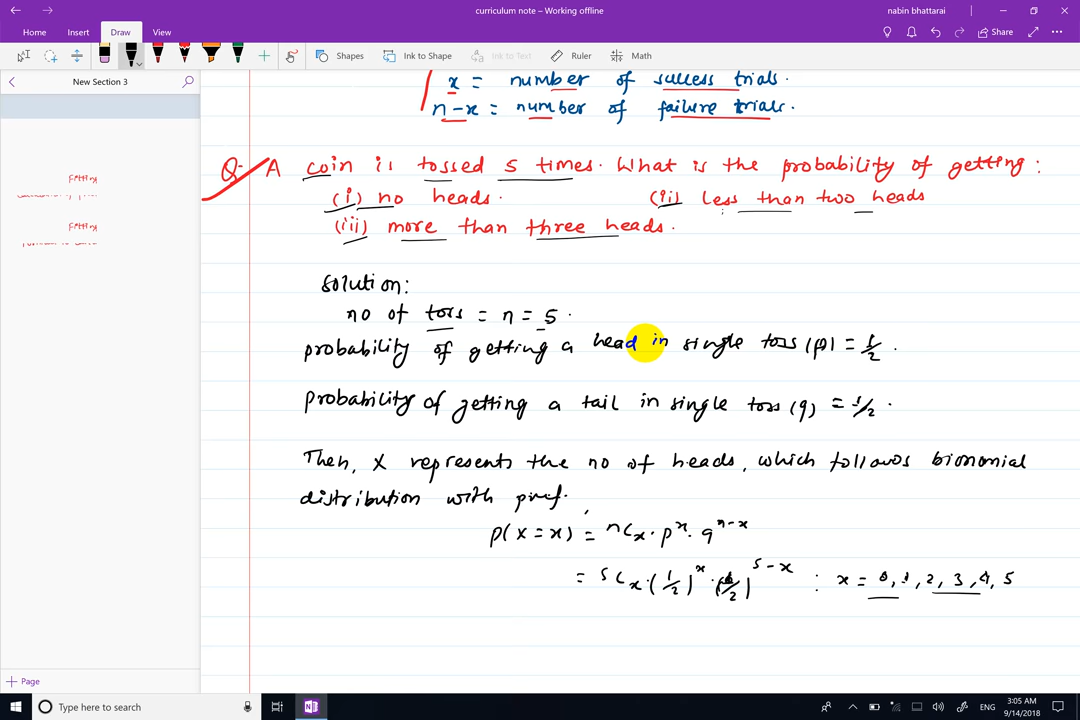 curriculum note – Working offline
nabin bhattarai
Home Insert Draw View
Share
Shapes Ink to Shape Ink to Text Ruler Math
New Section 3
x = number of success trials.
n-x = number of failure trials.
Q. A coin is tossed 5 times. What is the probability of getting:
(i) no heads. (ii) less than two heads
(iii) more than three heads.
Solution:
no of toss = n = 5.
probability of getting a head in single toss (p) = 1/2.
probability of getting a tail in single toss (q) = 1/2.
Then, X represents the no of heads, which follows bionomial
distribution with pmf.
p(X = x) = nCx . p^x . q^n-x
= 5Cx . (1/2)^x . (1/2)^5-x : x = 0, 1, 2, 3, 4, 5
+ Page
Type here to search
ENG
3:05 AM
9/14/2018